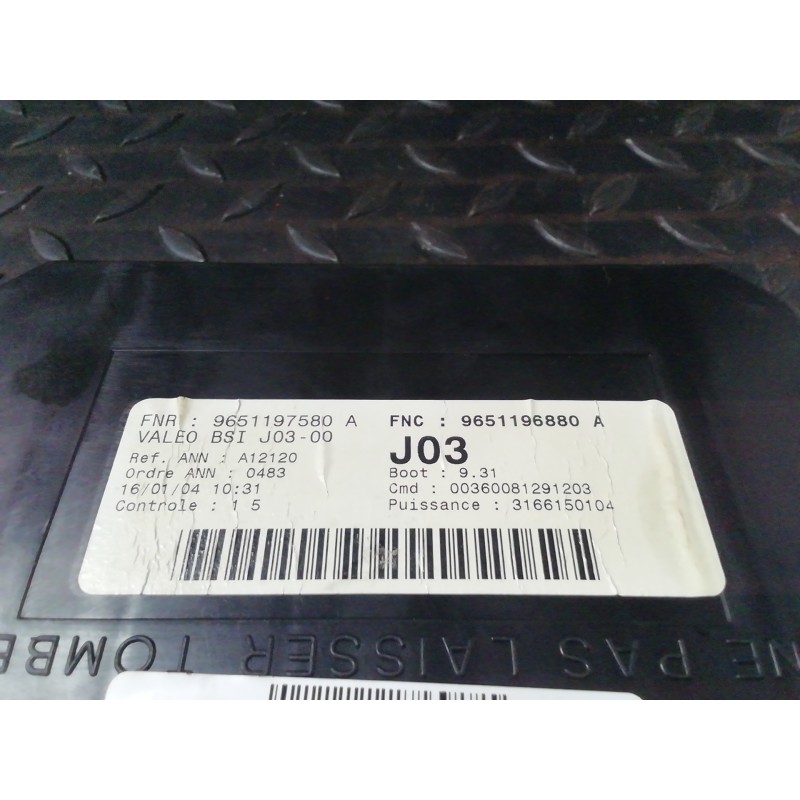 FNR : 9651197580 A FNC : 9651196880 A
VALEO BSI J03-00 J03
Ref. ANN : A12120 Boot : 9.31
Ordre ANN : 0483 Cmd : 00360081291203
16/01/04 10:31 Puissance : 3166150104
Controle : 1 5
NE PAS LAISSER TOMBE